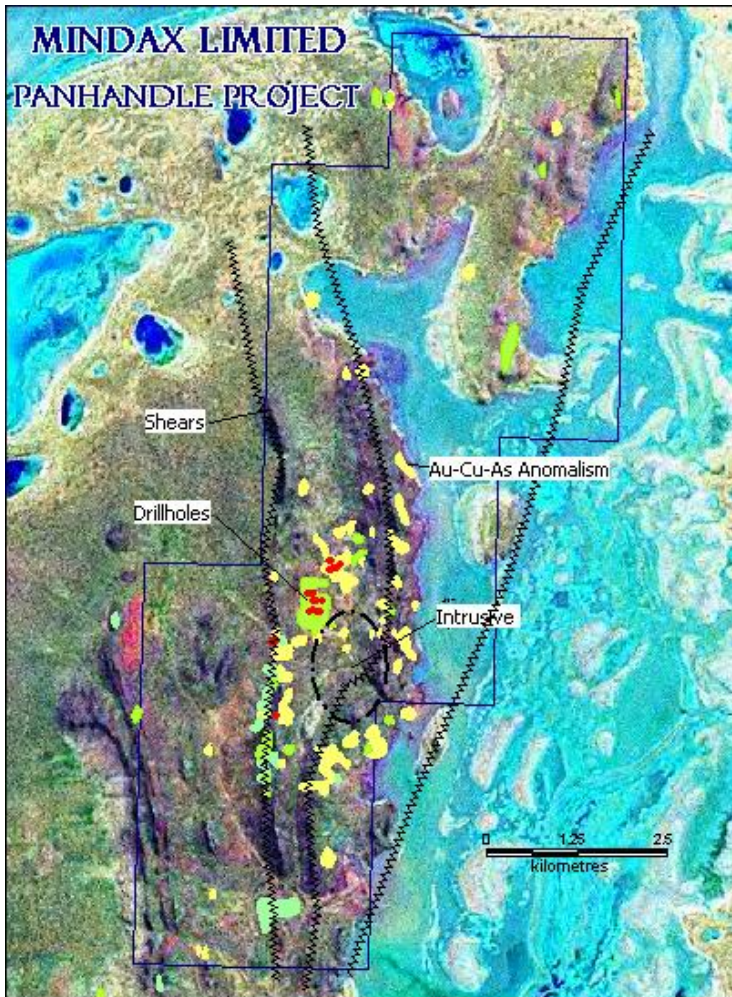 MINDAX LIMITED
PANHANDLE PROJECT
Shears
Au-Cu-As Anomalism
Drillholes
Intrusive
0 1.25 2.5
kilometres